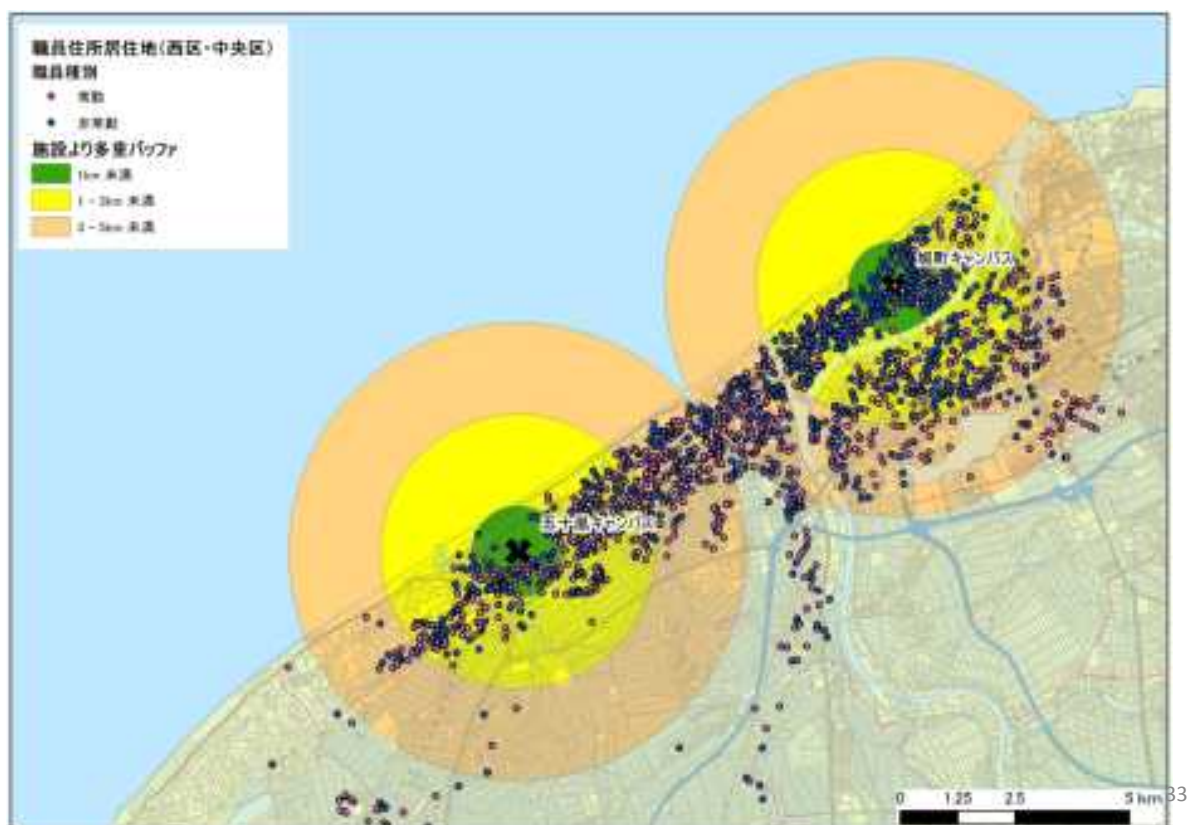 職員住所居住地(西区・中央区)
職員種別
常勤
非常勤
施設より多重バッファ
1km 未満
1 - 3km 未満
3 - 5km 未満
旭町キャンパス
五十嵐キャンパス
0 1.25 2.5 5 km
33